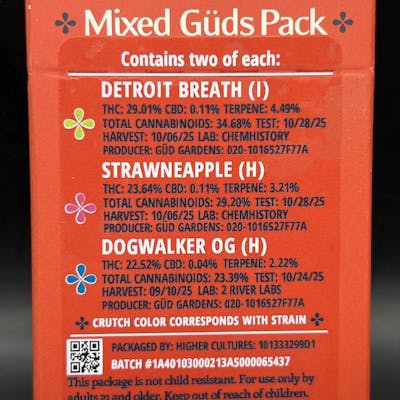 Mixed Güds Pack
Contains two of each:
DETROIT BREATH (I)
THC: 29.01% CBD: 0.11% TERPENE: 4.49%
TOTAL CANNABINOIDS: 34.68% TEST: 10/28/25
HARVEST: 10/06/25 LAB: CHEMHISTORY
PRODUCER: GÜD GARDENS: 020-1016527F77A
STRAWNEAPPLE (H)
THC: 23.64% CBD: 0.11% TERPENE: 3.21%
TOTAL CANNABINOIDS: 29.20% TEST: 10/28/25
HARVEST: 10/06/25 LAB: CHEMHISTORY
PRODUCER: GÜD GARDENS: 020-1016527F77A
DOGWALKER OG (H)
THC: 22.52% CBD: 0.04% TERPENE: 2.22%
TOTAL CANNABINOIDS: 23.39% TEST: 10/24/25
HARVEST: 09/10/25 LAB: 2 RIVER LABS
PRODUCER: GÜD GARDENS: 020-1016527F77A
CRUTCH COLOR CORRESPONDS WITH STRAIN
PACKAGED BY: HIGHER CULTURES: 101333299D1
BATCH #1A40103000213A5000065437
This package is not child resistant. For use only by
adults 21 and older. Keep out of reach of children.